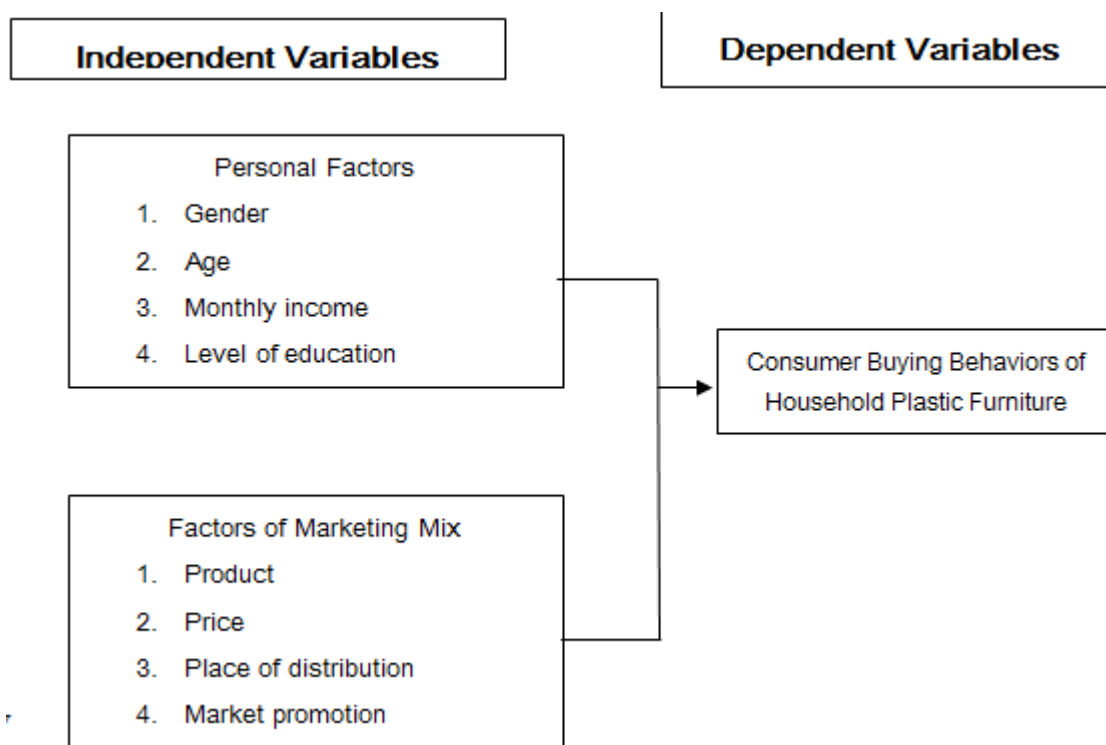 Independent Variables
Dependent Variables
Personal Factors
1. Gender
2. Age
3. Monthly income
4. Level of education
Consumer Buying Behaviors of
Household Plastic Furniture
Factors of Marketing Mix
1. Product
2. Price
3. Place of distribution
4. Market promotion